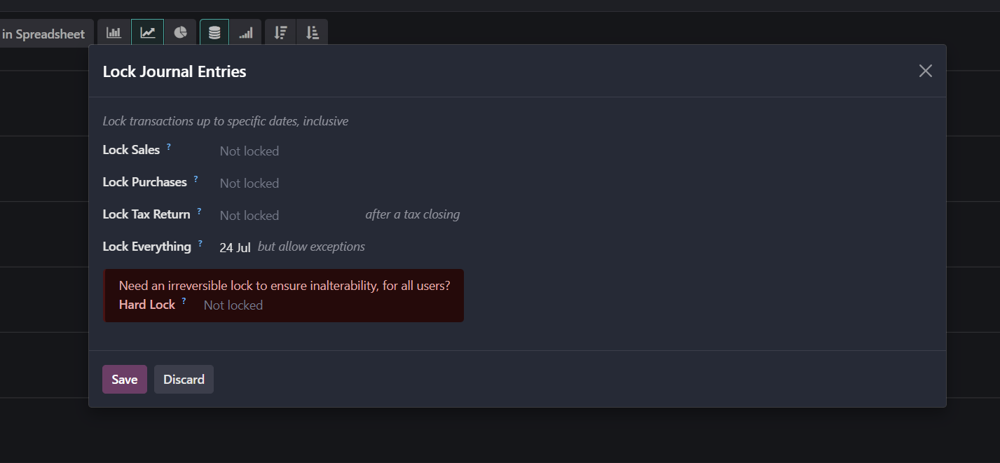 in Spreadsheet
Lock Journal Entries
Lock transactions up to specific dates, inclusive
Lock Sales ? Not locked
Lock Purchases ? Not locked
Lock Tax Return ? Not locked after a tax closing
Lock Everything ? 24 Jul but allow exceptions
Need an irreversible lock to ensure inalterability, for all users?
Hard Lock ? Not locked
Save Discard